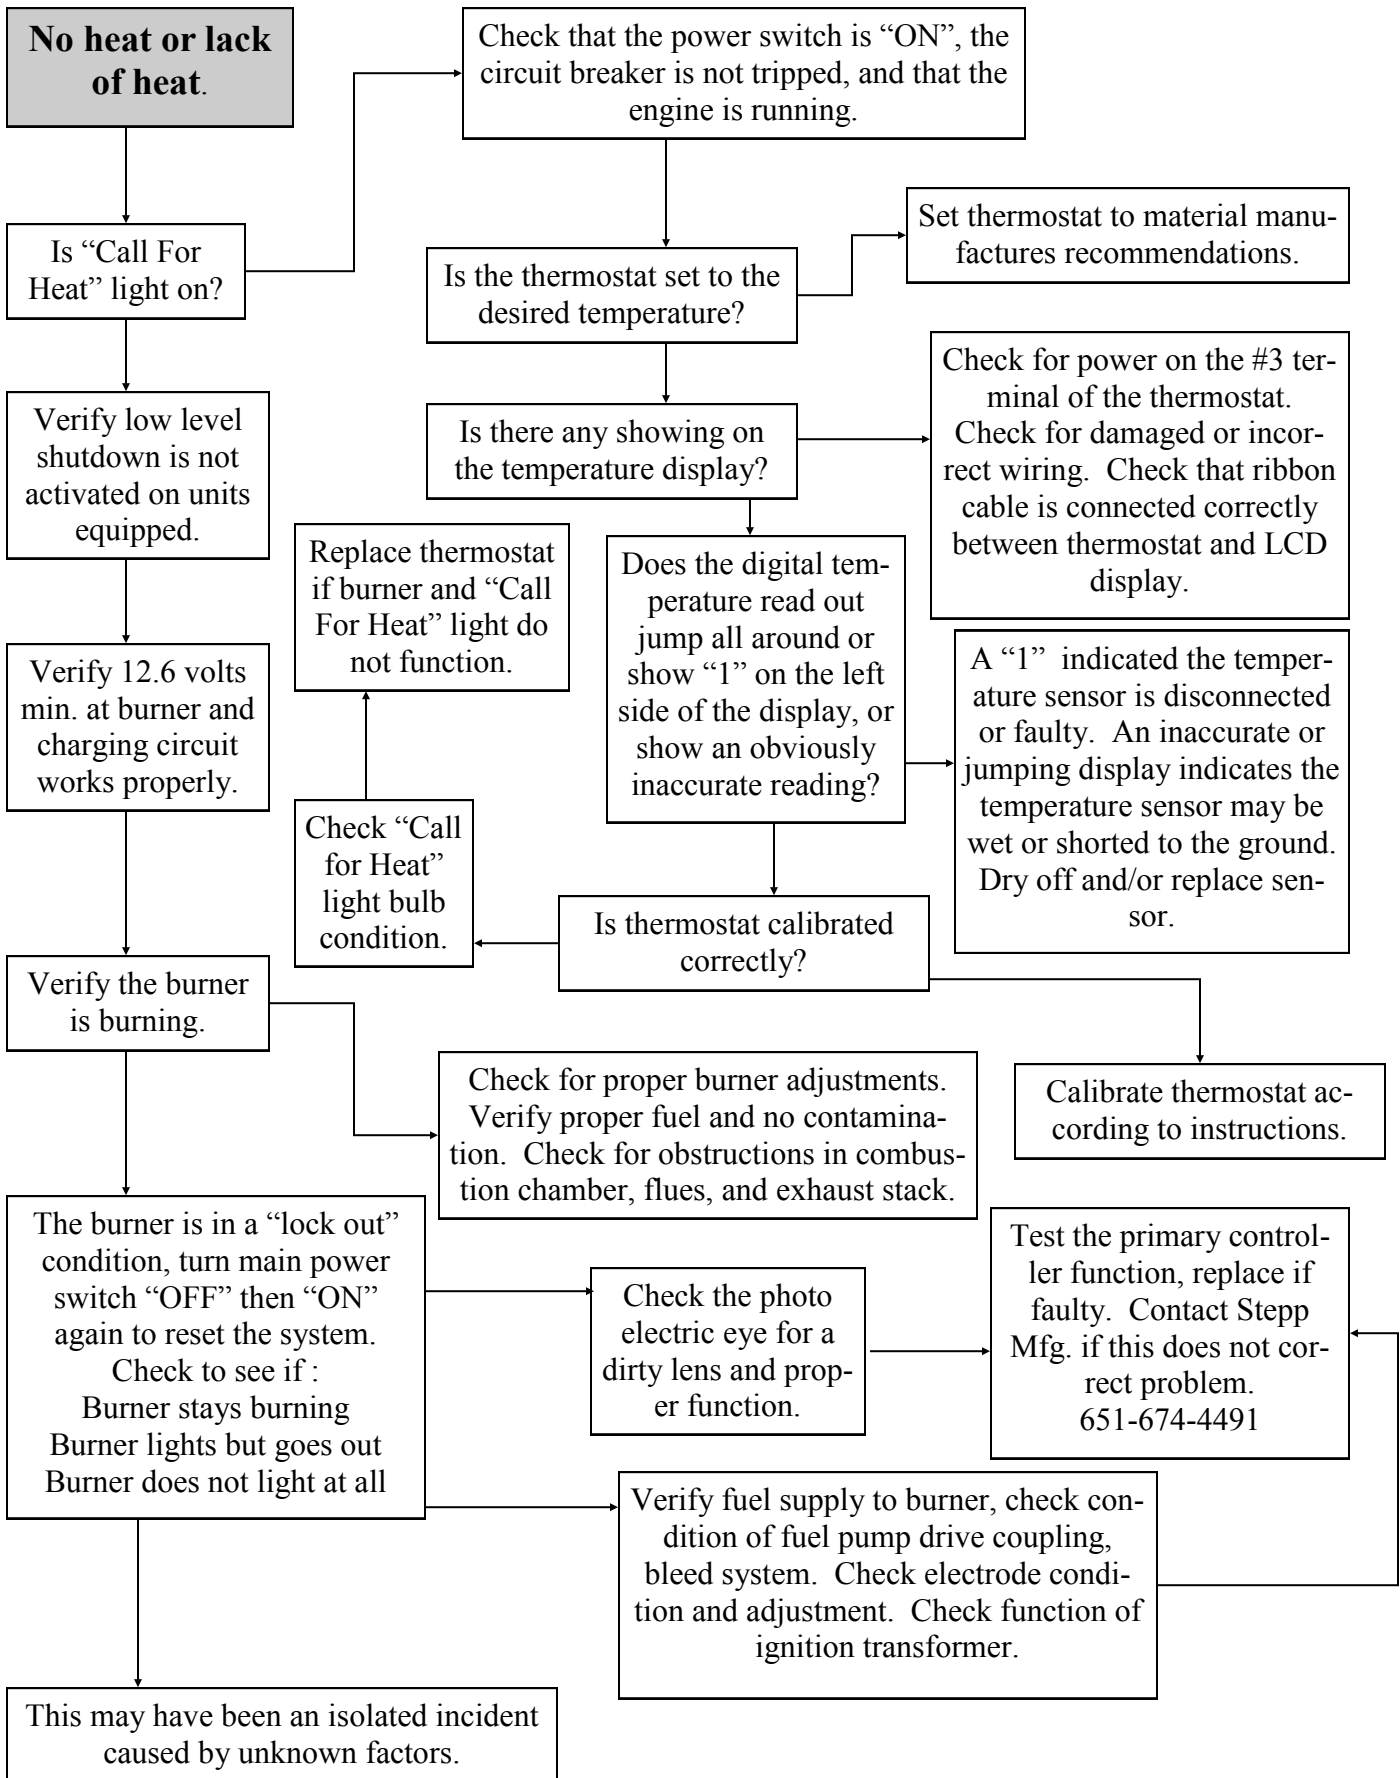 No heat or lack
of heat.
Check that the power switch is “ON”, the
circuit breaker is not tripped, and that the
engine is running.
Set thermostat to material manu-
factures recommendations.
Is “Call For
Heat” light on?
Is the thermostat set to the
desired temperature?
Check for power on the #3 ter-
minal of the thermostat.
Check for damaged or incor-
rect wiring.  Check that ribbon
cable is connected correctly
between thermostat and LCD
display.
Verify low level
shutdown is not
activated on units
equipped.
Is there any showing on
the temperature display?
Replace thermostat
if burner and “Call
For Heat” light do
not function.
Does the digital tem-
perature read out
jump all around or
show “1” on the left
side of the display, or
show an obviously
inaccurate reading?
A “1”  indicated the temper-
ature sensor is disconnected
or faulty.  An inaccurate or
jumping display indicates the
temperature sensor may be
wet or shorted to the ground.
Dry off and/or replace sen-
sor.
Verify 12.6 volts
min. at burner and
charging circuit
works properly.
Check “Call
for Heat”
light bulb
condition.
Is thermostat calibrated
correctly?
Verify the burner
is burning.
Check for proper burner adjustments.
Verify proper fuel and no contamina-
tion.  Check for obstructions in combus-
tion chamber, flues, and exhaust stack.
Calibrate thermostat ac-
cording to instructions.
The burner is in a “lock out”
condition, turn main power
switch “OFF” then “ON”
again to reset the system.
Check to see if :
Burner stays burning
Burner lights but goes out
Burner does not light at all
Check the photo
electric eye for a
dirty lens and prop-
er function.
Test the primary control-
ler function, replace if
faulty.  Contact Stepp
Mfg. if this does not cor-
rect problem.
651-674-4491
Verify fuel supply to burner, check con-
dition of fuel pump drive coupling,
bleed system.  Check electrode condi-
tion and adjustment.  Check function of
ignition transformer.
This may have been an isolated incident
caused by unknown factors.